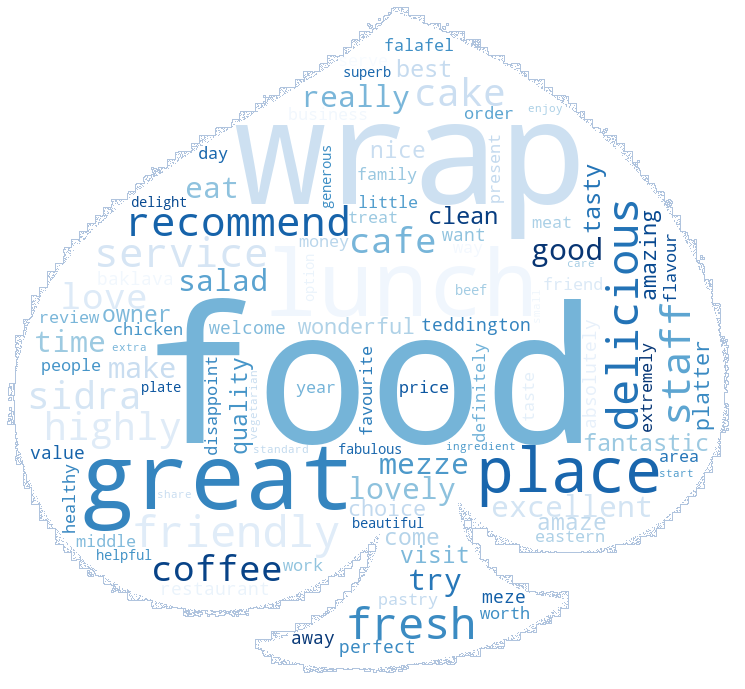 falafel
superb
best
really
cake
order
enjoy
business
wrap
day
nice
generous
present
family
eat
delight
little
tasty
recommend
treat
clean
meat
delicious
amazing
service
money
cafe
want
way
good
flavour
baklava
salad
option
lunch
beef
small
care
friend
love
owner
review
chicken
welcome
wonderful
teddington
staff
time
extra
food
people
make
plate
disappoint
quality
vegetarian
year
favourite
price
definitely
taste
absolutely
extremely
platter
sidra
highly
value
standard
fabulous
ingredient
fantastic
area
great
mezze
place
start
healthy
share
lovely
choice
excellent
friendly
beautiful
amaze
middle
helpful
come
eastern
coffee
work
visit
restaurant
try
pastry
meze
fresh
worth
away
perfect